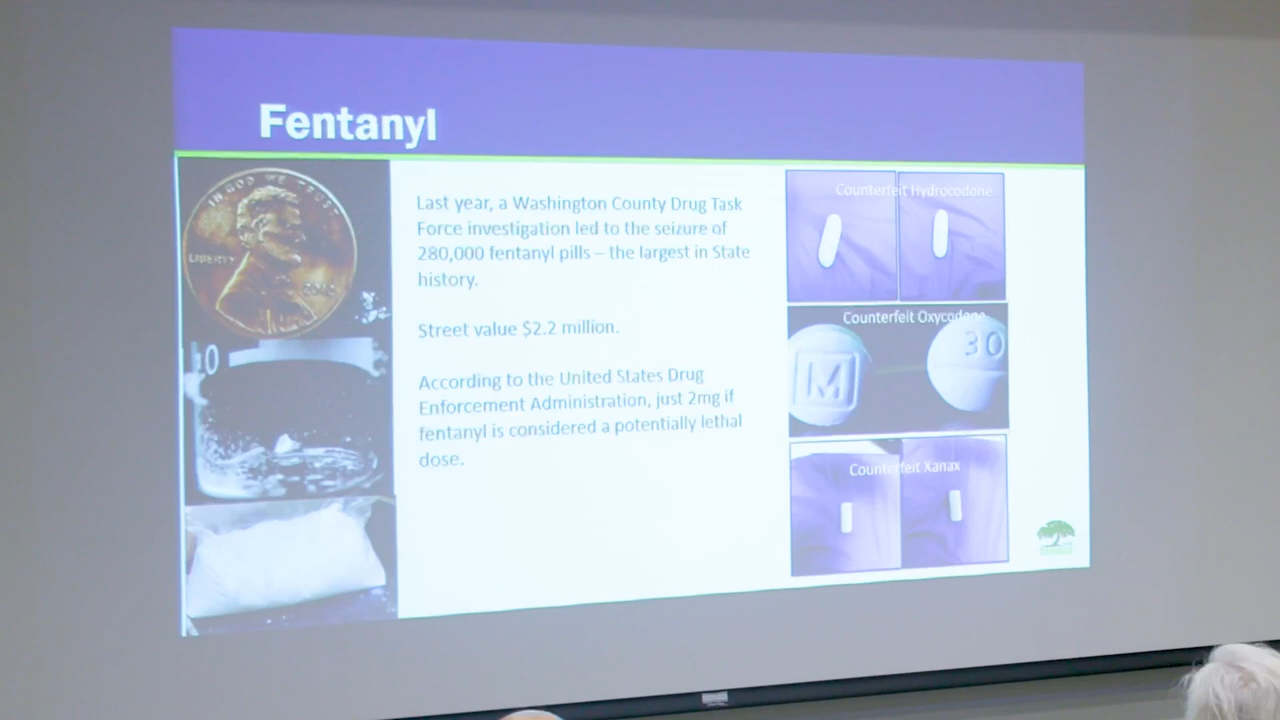 Fentanyl
IN GOD WE TRUST
LIBERTY
Last year, a Washington County Drug Task
Force investigation led to the seizure of
280,000 fentanyl pills – the largest in State
history.
Street value $2.2 million.
According to the United States Drug
Enforcement Administration, just 2mg if
fentanyl is considered a potentially lethal
dose.
Counterfeit Hydrocodone
Counterfeit Oxycodone
M
30
Counterfeit Xanax